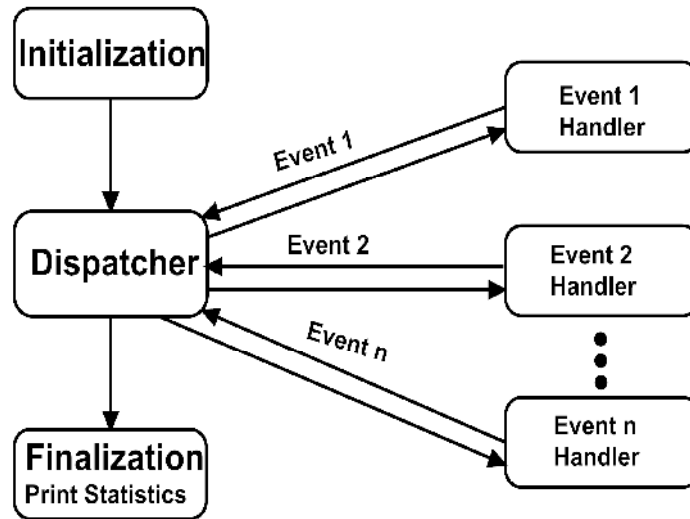 Initialization
Event 1
Handler
Event 1
Dispatcher
Event 2
Event 2
Handler
Event n
Finalization
Print Statistics
Event n
Handler